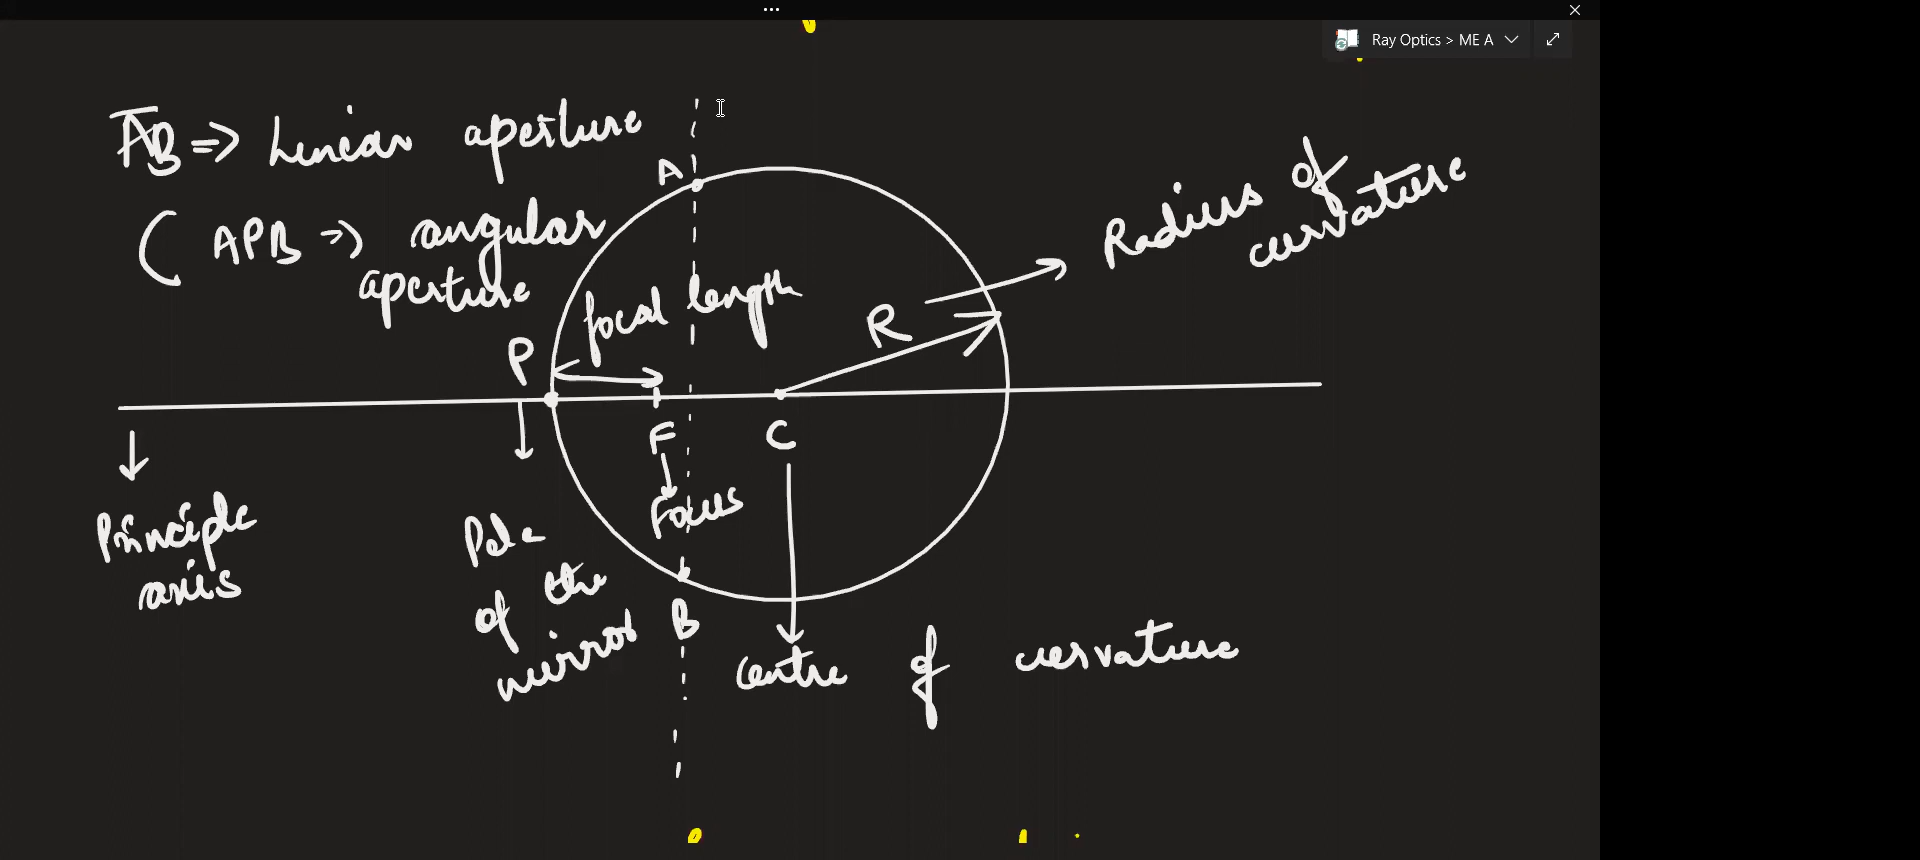 Ray Optics > ME A
AB => Linear aperture
A
( APB => angular
aperture
Radius of
curvature
focal length
R
P
F
C
Principle
axis
Focus
Pole
of the
mirror
B
centre of curvature